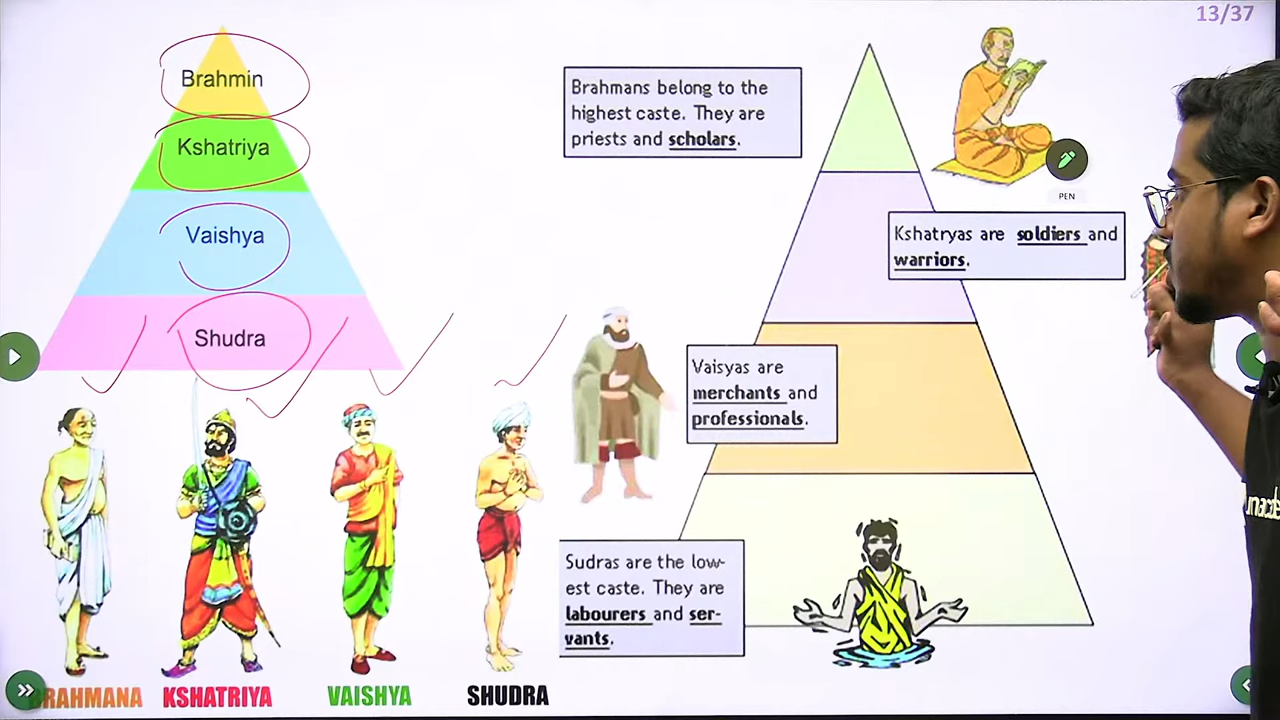 13/37
Brahmin
Kshatriya
Vaishya
Shudra
Brahmans belong to the
highest caste. They are
priests and scholars.
PEN
Kshatryas are soldiers and
warriors.
Vaisyas are
merchants and
professionals.
Sudras are the low-
est caste. They are
labourers and ser-
vants.
RAHMANA
KSHATRIYA
VAISHYA
SHUDRA